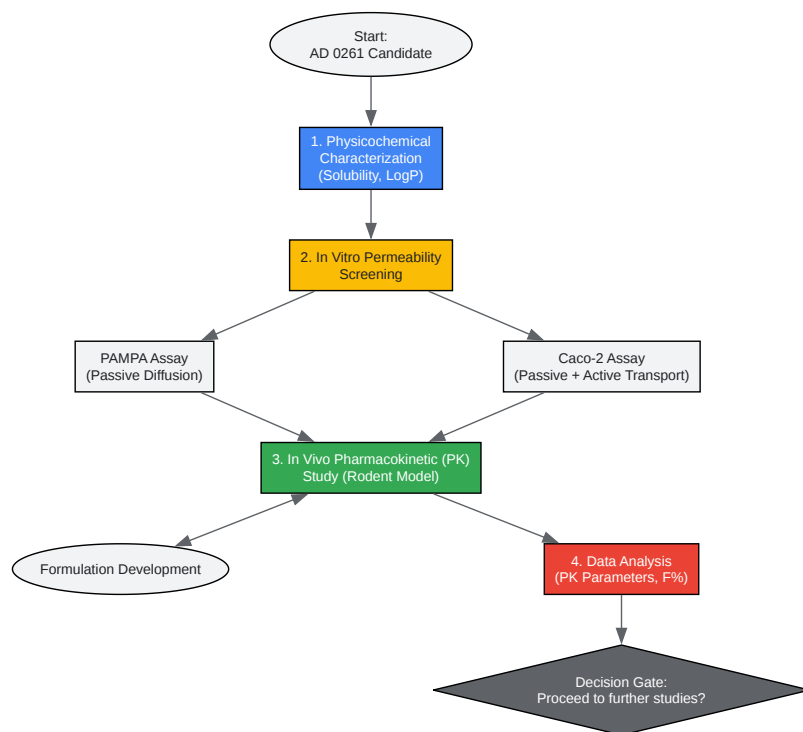 Start:
AD 0261 Candidate
1. Physicochemical
Characterization
(Solubility, LogP)
2. In Vitro Permeability
Screening
PAMPA Assay
(Passive Diffusion)
Caco-2 Assay
(Passive + Active Transport)
3. In Vivo Pharmacokinetic (PK)
Study (Rodent Model)
Formulation Development
4. Data Analysis
(PK Parameters, F%)
Decision Gate:
Proceed to further studies?